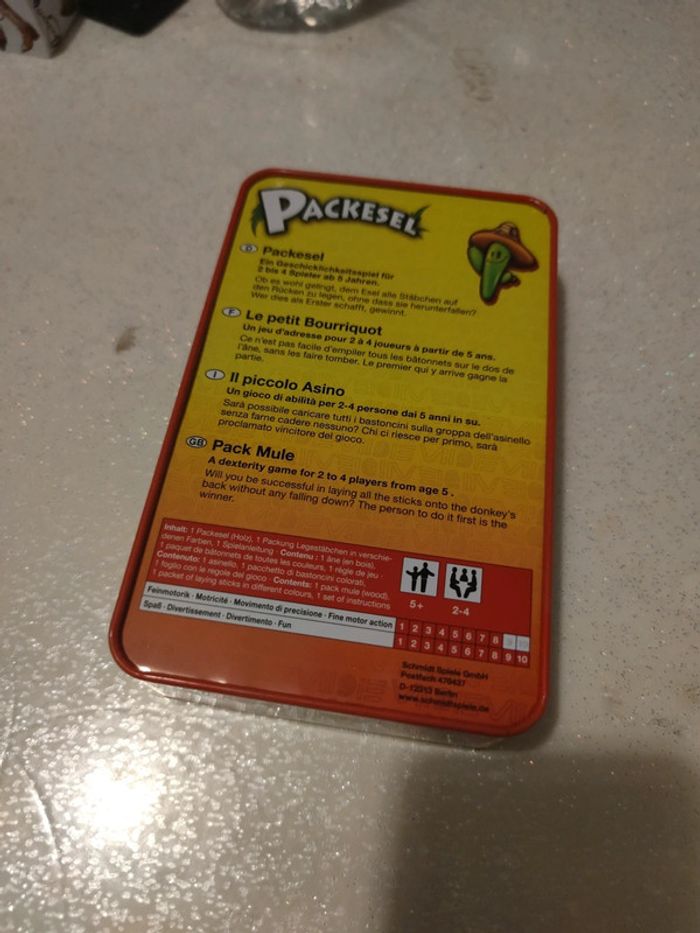 PACKESEL
D Packesel
Ein Geschicklichkeitsspiel für
2 bis 4 Spieler ab 5 Jahren.
Ob es wohl gelingt, dem Esel alle Stäbchen auf
den Rücken zu legen, ohne dass sie herunterfallen?
Wer dies als Erster schafft, gewinnt.
F Le petit Bourriquot
Un jeu d'adresse pour 2 à 4 joueurs à partir de 5 ans.
Ce n'est pas facile d'empiler tous les bâtonnets sur le dos de
l'âne, sans les faire tomber. Le premier qui y arrive gagne la
partie.
I Il piccolo Asino
Un gioco di abilità per 2-4 persone dai 5 anni in su.
Sarà possibile caricare tutti i bastoncini sulla groppa dell'asinello
senza farne cadere nessuno? Chi ci riesce per primo, sarà
proclamato vincitore del gioco.
GB Pack Mule
A dexterity game for 2 to 4 players from age 5 .
Will you be successful in laying all the sticks onto the donkey's
back without any falling down? The person to do it first is the
winner.
Inhalt: 1 Packesel (Holz), 1 Packung Legestäbchen in verschie-
denen Farben, 1 Spielanleitung · Contenu : 1 âne (en bois),
1 paquet de bâtonnets de toutes les couleurs, 1 règle de jeu ·
Contenuto: 1 asinello, 1 pacchetto di bastoncini colorati,
1 foglio con le regole del gioco · Contents: 1 pack mule (wood),
1 packet of laying sticks in different colours, 1 set of instructions
5+ 2-4
Feinmotorik · Motricité · Movimento di precisione · Fine motor action 1 2 3 4 5 6 7 8 9 10
Spaß · Divertissement · Divertimento · Fun 1 2 3 4 5 6 7 8 9 10
Schmidt Spiele GmbH
Postfach 470437
D-12313 Berlin
www.schmidtspiele.de